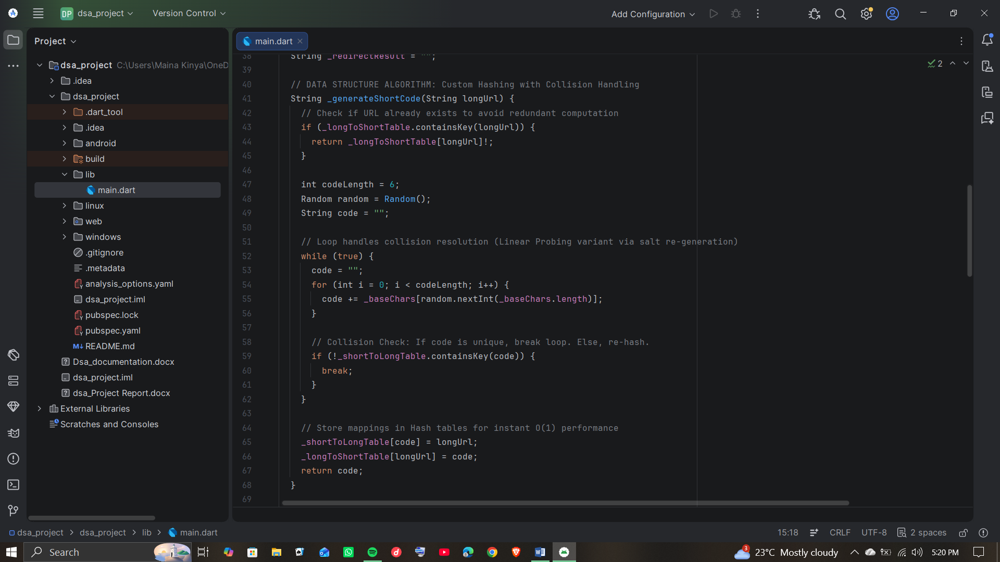 DP dsa_project
Version Control
Add Configuration
Project
main.dart
dsa_project C:\Users\Maina Kinya\OneD
.idea
dsa_project
.dart_tool
.idea
android
build
lib
main.dart
linux
web
windows
.gitignore
.metadata
analysis_options.yaml
dsa_project.iml
pubspec.lock
pubspec.yaml
README.md
Dsa_documentation.docx
dsa_project.iml
dsa_Project Report.docx
External Libraries
Scratches and Consoles
2
38 String _redirectResult = "";
39
40 // DATA STRUCTURE ALGORITHM: Custom Hashing with Collision Handling
41 String _generateShortCode(String longUrl) {
42 // Check if URL already exists to avoid redundant computation
43 if (_longToShortTable.containsKey(longUrl)) {
44 return _longToShortTable[longUrl]!;
45 }
46
47 int codeLength = 6;
48 Random random = Random();
49 String code = "";
50
51 // Loop handles collision resolution (Linear Probing variant via salt re-generation)
52 while (true) {
53 code = "";
54 for (int i = 0; i < codeLength; i++) {
55 code += _baseChars[random.nextInt(_baseChars.length)];
56 }
57
58 // Collision Check: If code is unique, break loop. Else, re-hash.
59 if (!_shortToLongTable.containsKey(code)) {
60 break;
61 }
62 }
63
64 // Store mappings in Hash tables for instant O(1) performance
65 _shortToLongTable[code] = longUrl;
66 _longToShortTable[longUrl] = code;
67 return code;
68 }
69
dsa_project > dsa_project > lib > main.dart
15:18 CRLF UTF-8 2 spaces
Search
3 23°C Mostly cloudy
5:20 PM